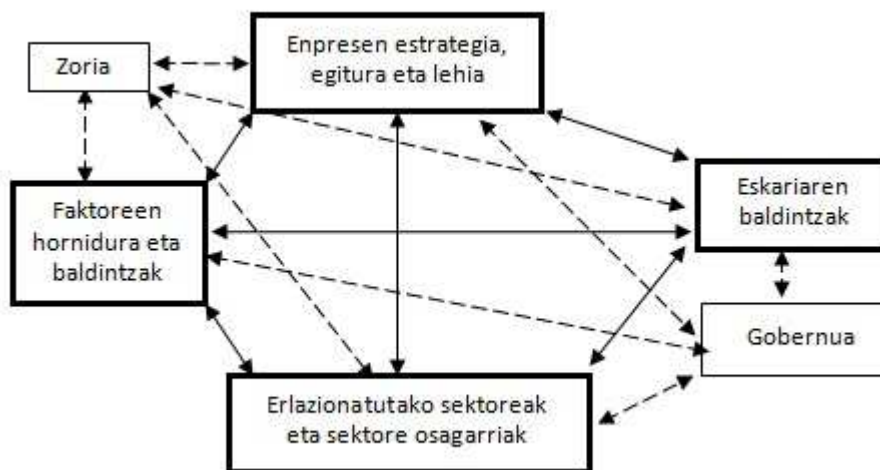 Enpresen estrategia,
egitura eta lehia
Zoria
Eskariaren
baldintzak
Faktoreen
hornidura eta
baldintzak
Gobernua
Erlazionatutako sektoreak
eta sektore osagarriak